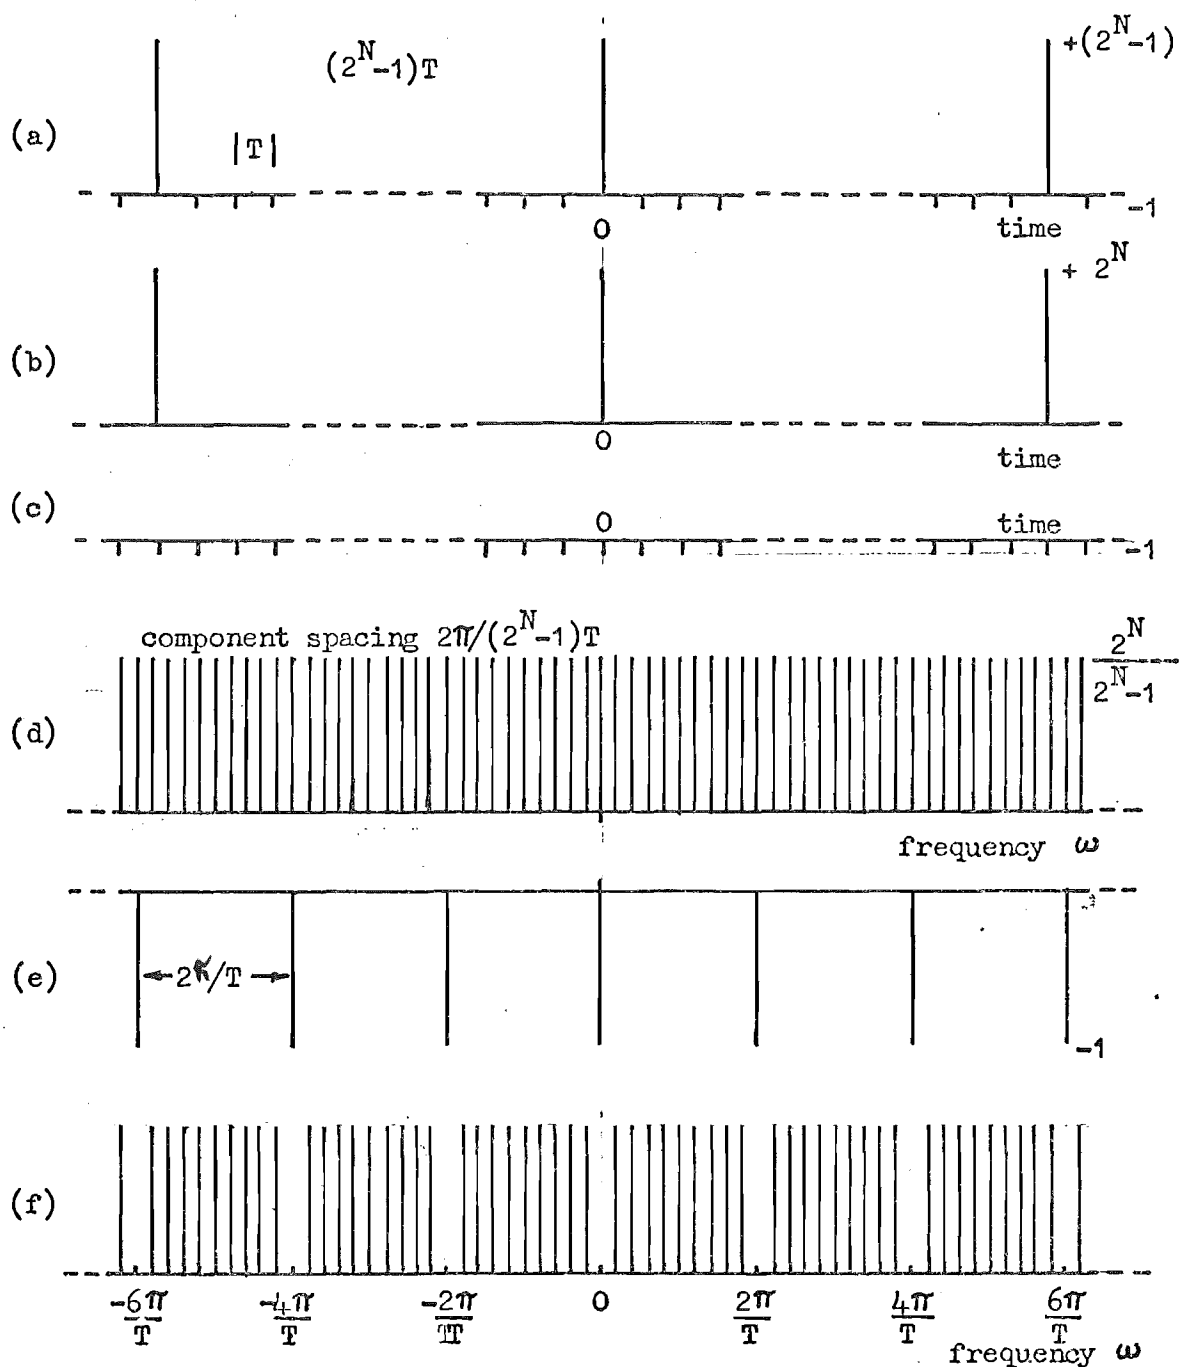 +(2^N-1)
(2^N-1)T
(a)
|T|
-1
0
time
+ 2^N
(b)
0
time
(c)
0
time
-1
component spacing 2π/(2^N-1)T
2^N
2^N-1
(d)
frequency ω
(e)
2π/T
-1
(f)
-6π/T -4π/T -2π/T 0 2π/T 4π/T 6π/T
frequency ω